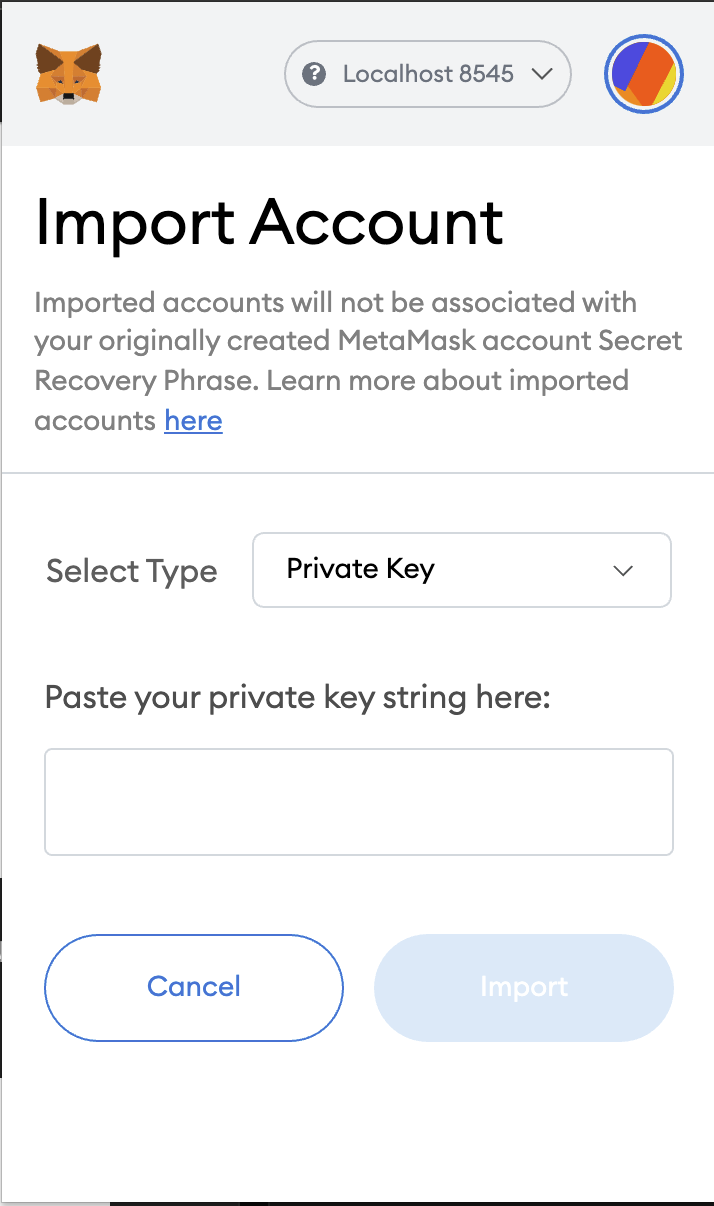 ? Localhost 8545
Import Account
Imported accounts will not be associated with
your originally created MetaMask account Secret
Recovery Phrase. Learn more about imported
accounts here
Select Type Private Key
Paste your private key string here:
Cancel Import